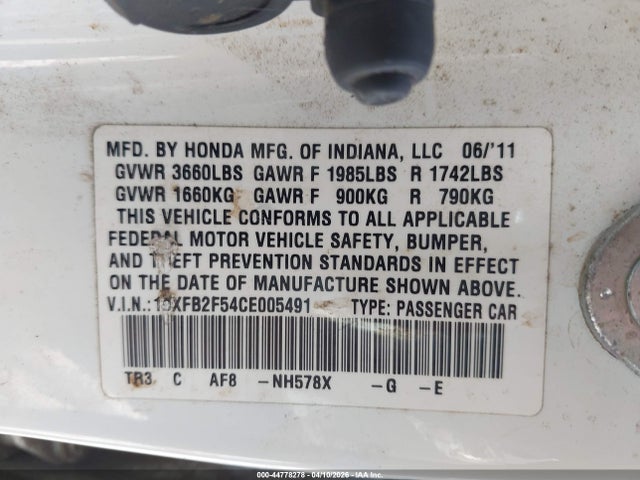 MFD. BY HONDA MFG. OF INDIANA, LLC 06/'11
GVWR 3660LBS GAWR F 1985LBS R 1742LBS
GVWR 1660KG GAWR F 900KG R 790KG
THIS VEHICLE CONFORMS TO ALL APPLICABLE
FEDERAL MOTOR VEHICLE SAFETY, BUMPER,
AND THEFT PREVENTION STANDARDS IN EFFECT
ON THE DATE OF MANUFACTURE SHOWN ABOVE.
V.I.N.:19XFB2F54CE005491 TYPE: PASSENGER CAR
TR3 C AF8 -NH578X -G -E
000-44778278 - 04/10/2026 - IAA Inc.